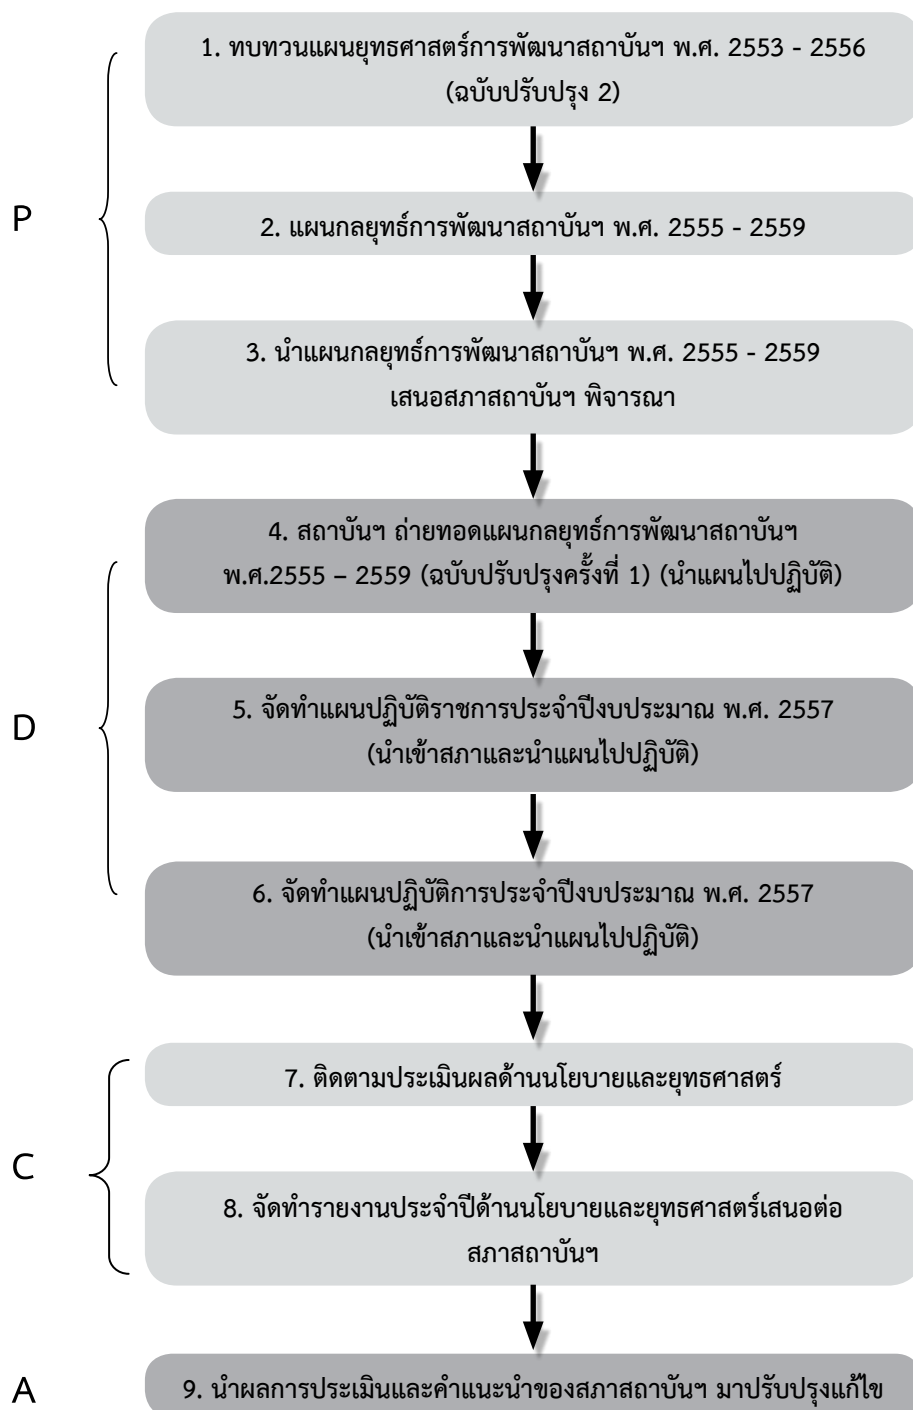 1. ทบทวนแผนยุทธศาสตร์การพัฒนาสถาบันฯ พ.ศ. 2553 - 2556
(ฉบับปรับปรุง 2)
P
2. แผนกลยุทธ์การพัฒนาสถาบันฯ พ.ศ. 2555 - 2559
3. นำแผนกลยุทธ์การพัฒนาสถาบันฯ พ.ศ. 2555 - 2559
เสนอสภาสถาบันฯ พิจารณา
4. สถาบันฯ ถ่ายทอดแผนกลยุทธ์การพัฒนาสถาบันฯ
พ.ศ.2555 – 2559 (ฉบับปรับปรุงครั้งที่ 1) (นำแผนไปปฏิบัติ)
D
5. จัดทำแผนปฏิบัติราชการประจำปีงบประมาณ พ.ศ. 2557
(นำเข้าสภาและนำแผนไปปฏิบัติ)
6. จัดทำแผนปฏิบัติการประจำปีงบประมาณ พ.ศ. 2557
(นำเข้าสภาและนำแผนไปปฏิบัติ)
7. ติดตามประเมินผลด้านนโยบายและยุทธศาสตร์
C
8. จัดทำรายงานประจำปีด้านนโยบายและยุทธศาสตร์เสนอต่อ
สภาสถาบันฯ
A
9. นำผลการประเมินและคำแนะนำของสภาสถาบันฯ มาปรับปรุงแก้ไข